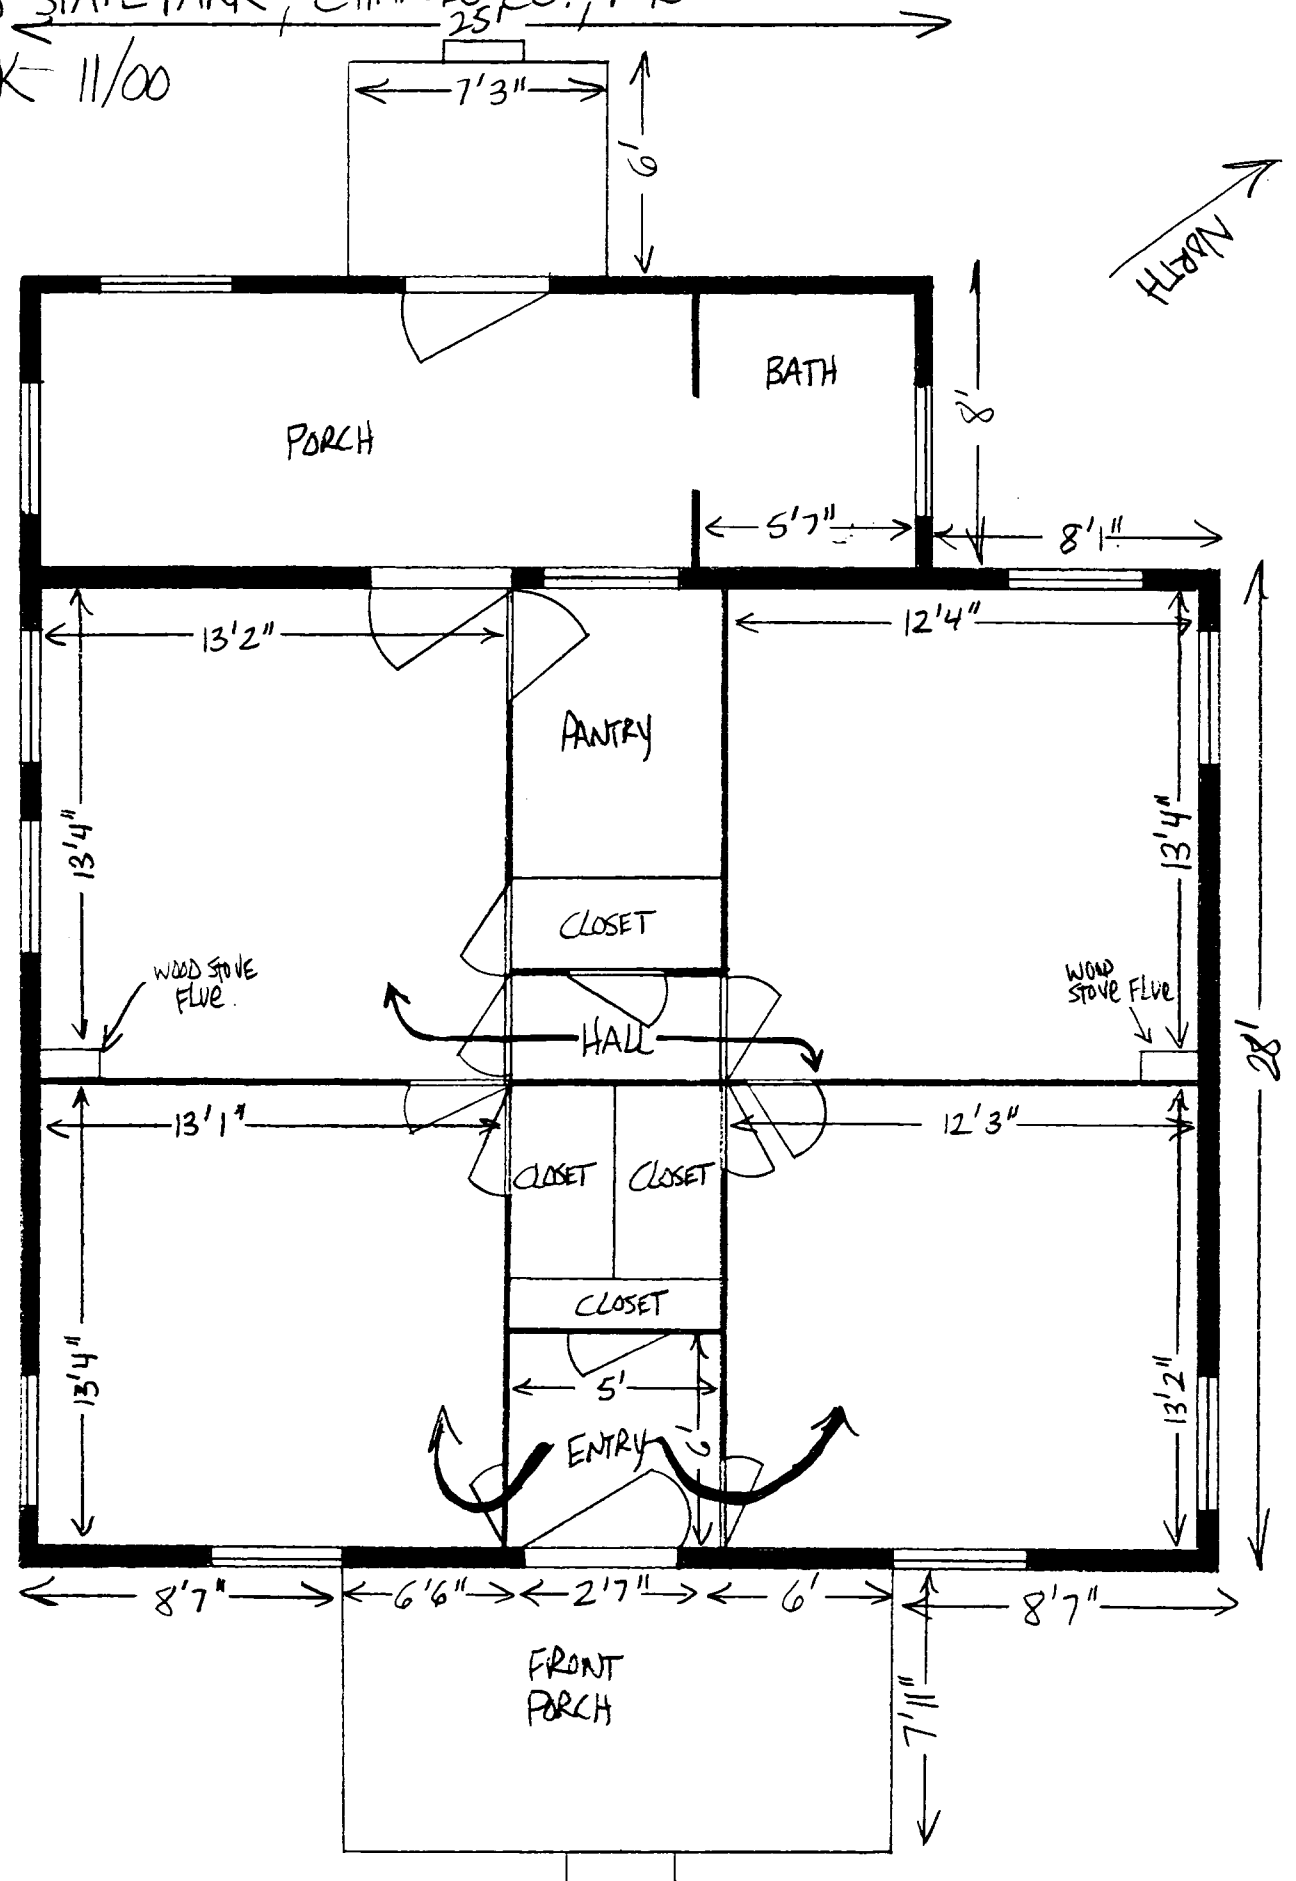 STATE PARK,
25'
K- 11/00
7'3"
6'
NORTH
BATH
8'
PORCH
5'7"
8'1"
13'2"
12'4"
PANTRY
13'4"
13'4"
CLOSET
WOOD STOVE
FLUE.
WOOD
STOVE FLUE
HALL
28'
13'1"
12'3"
CLOSET CLOSET
CLOSET
13'4"
13'2"
5'
ENTRY
6'
8'7" 6'6" 2'7" 6' 8'7"
FRONT
PORCH
7'11"